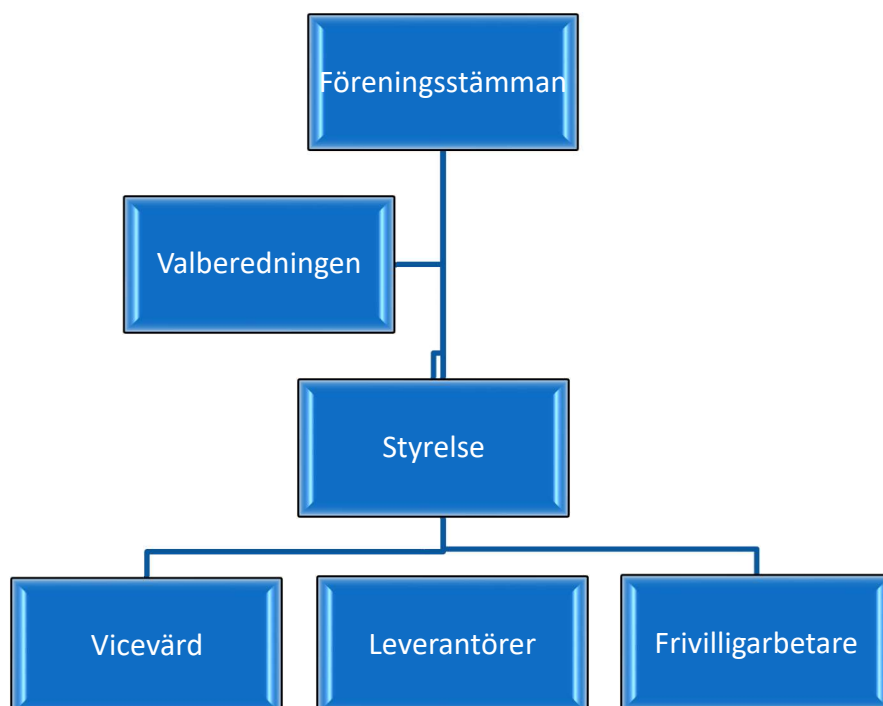 Föreningsstämman
Valberedningen
Styrelse
Vicevärd
Leverantörer
Frivilligarbetare